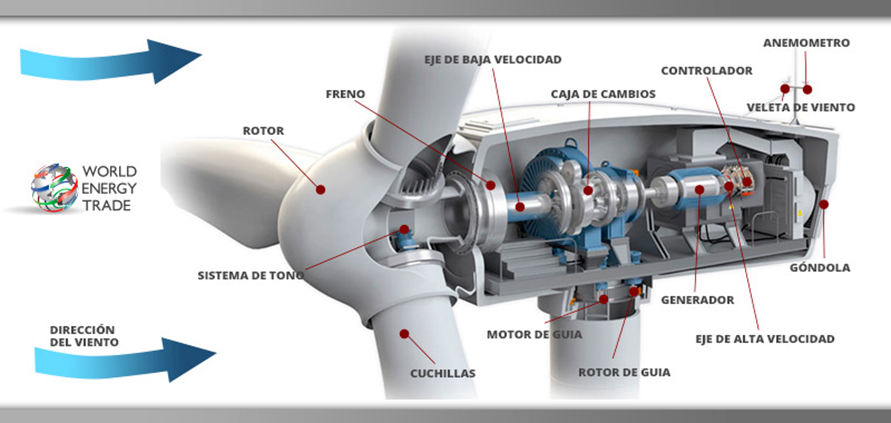 ANEMOMETRO
EJE DE BAJA VELOCIDAD
CONTROLADOR
FRENO
CAJA DE CAMBIOS
VELETA DE VIENTO
ROTOR
WORLD
ENERGY
TRADE
SISTEMA DE TONO
GÓNDOLA
GENERADOR
DIRECCIÓN
DEL VIENTO
MOTOR DE GUIA
EJE DE ALTA VELOCIDAD
CUCHILLAS
ROTOR DE GUIA